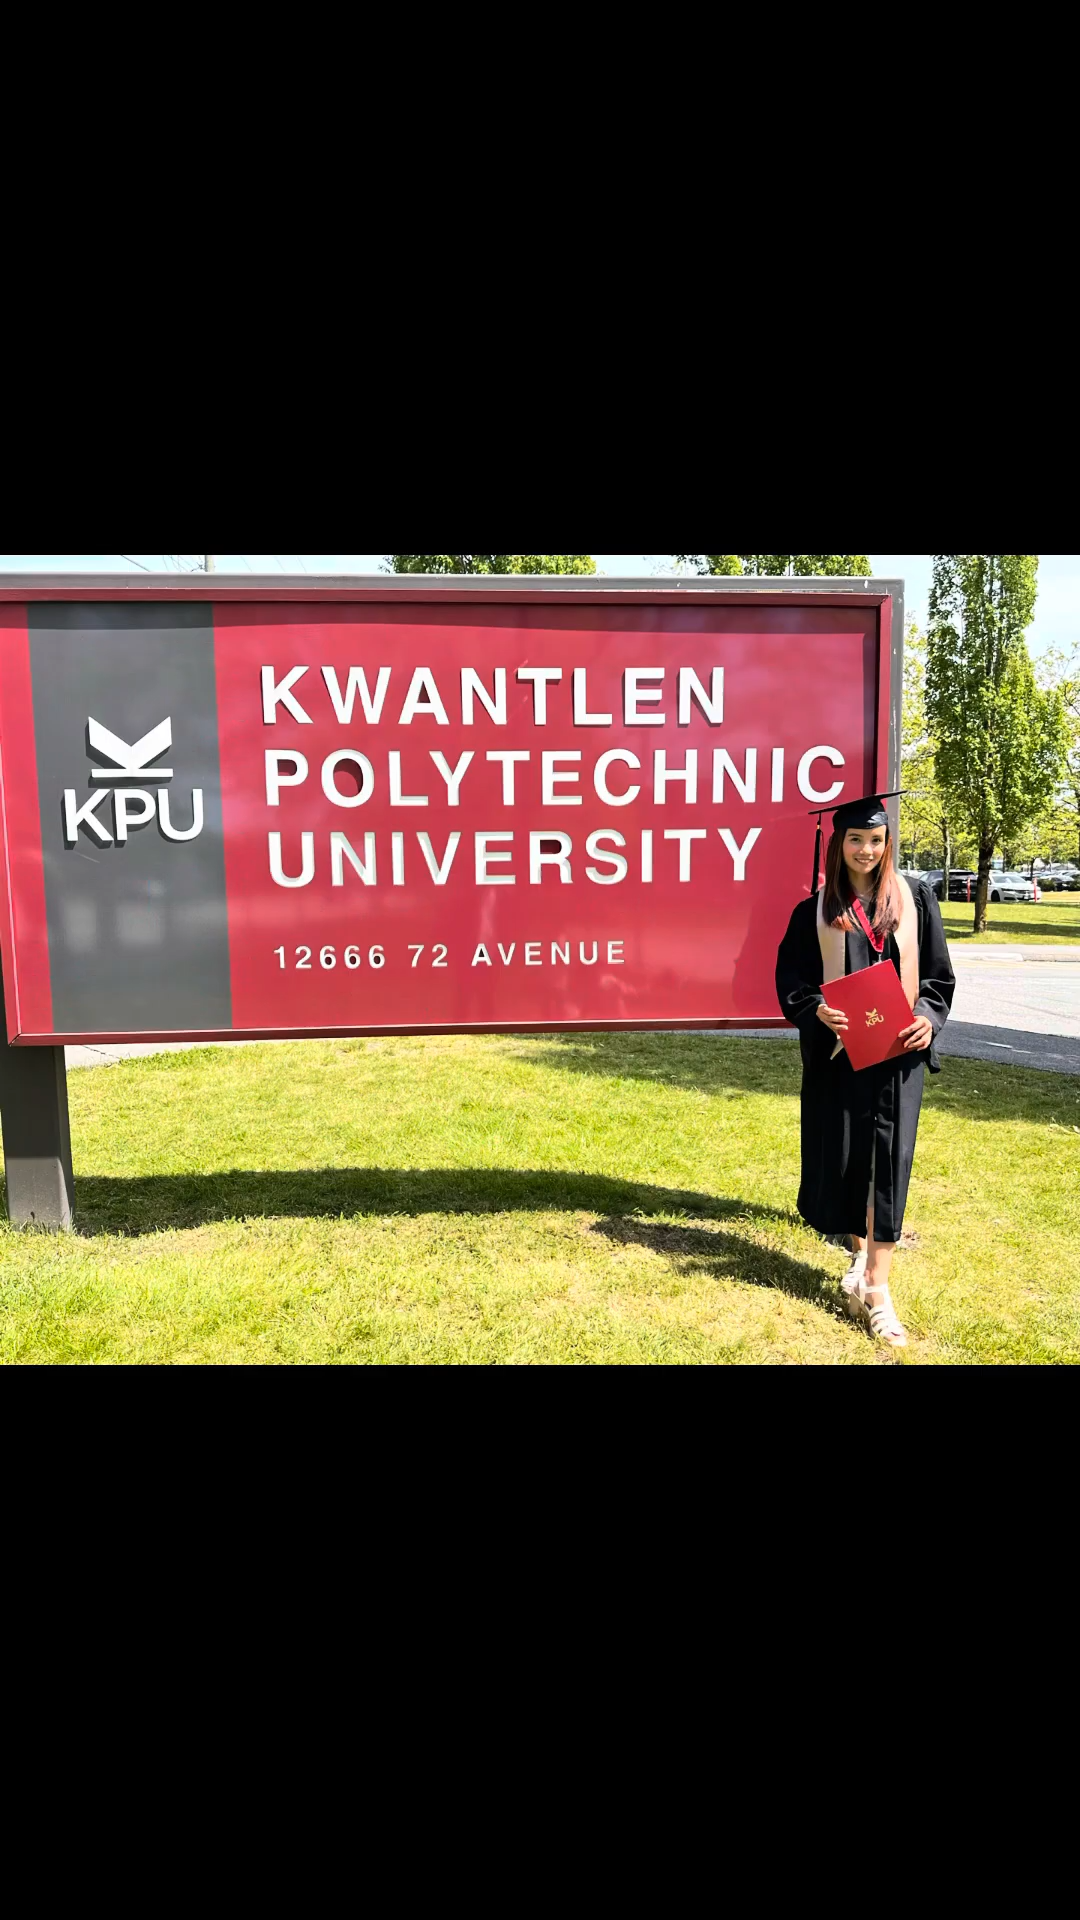 KPU
KWANTLEN
POLYTECHNIC
UNIVERSITY
12666 72 AVENUE
KPU